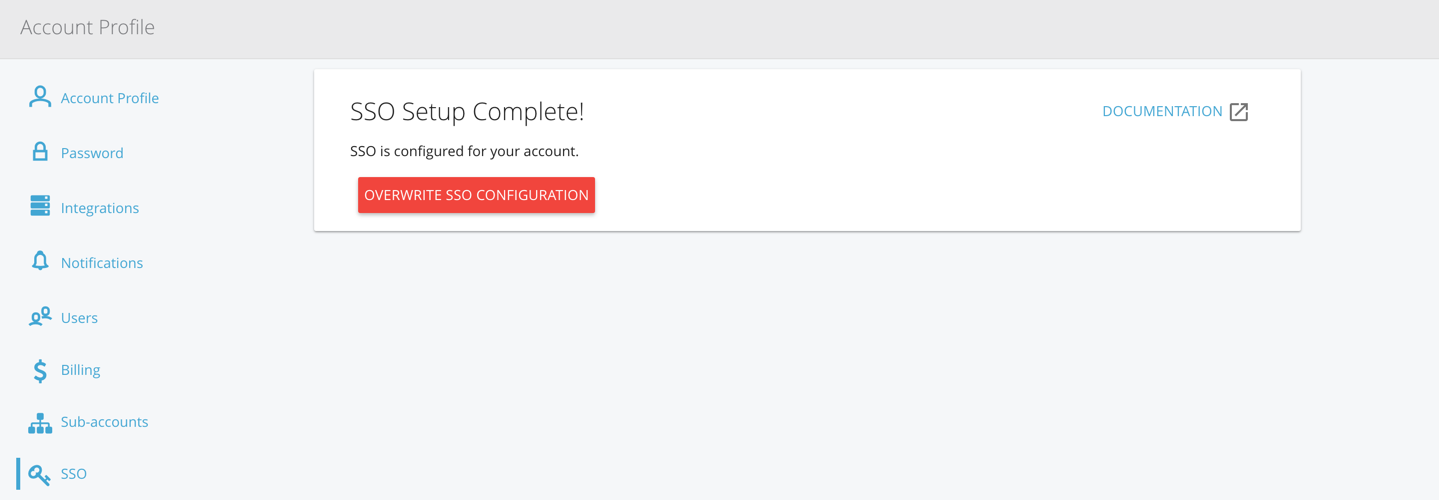 Account Profile
Account Profile
Password
Integrations
Notifications
Users
Billing
Sub-accounts
SSO
SSO Setup Complete!
DOCUMENTATION
SSO is configured for your account.
OVERWRITE SSO CONFIGURATION